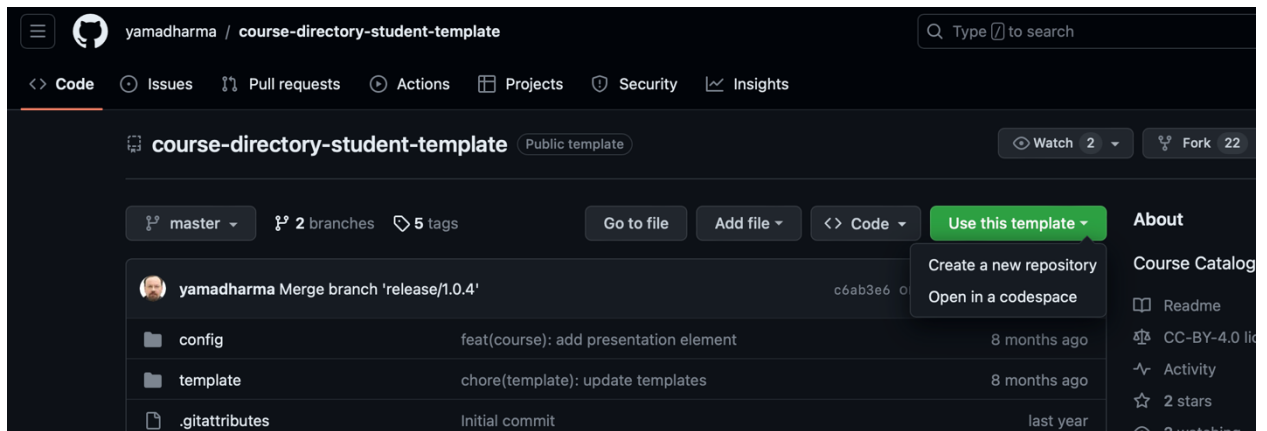 yamadharma / course-directory-student-template
Type / to search
Code Issues Pull requests Actions Projects Security Insights
course-directory-student-template Public template
Watch 2 Fork 22
master 2 branches 5 tags Go to file Add file Code Use this template
About
Create a new repository
Open in a codespace
Course Catalog
yamadharma Merge branch 'release/1.0.4' c6ab3e6
Readme
config feat(course): add presentation element 8 months ago
CC-BY-4.0
template chore(template): update templates 8 months ago
Activity
2 stars
.gitattributes Initial commit last year